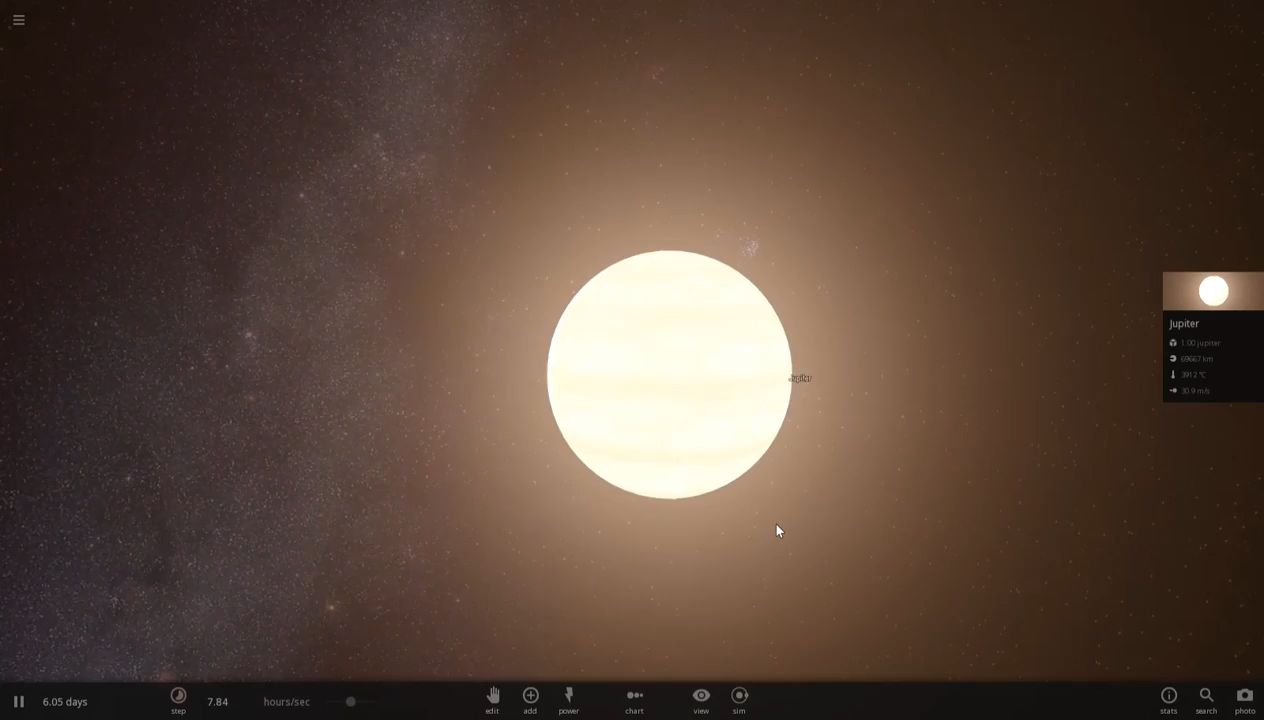 Jupiter
Jupiter
1.00 jupiter
69667 km
3912 °C
30.9 m/s
6.05 days
step
7.84
hours/sec
edit
add
power
chart
view
sim
stats
search
photo